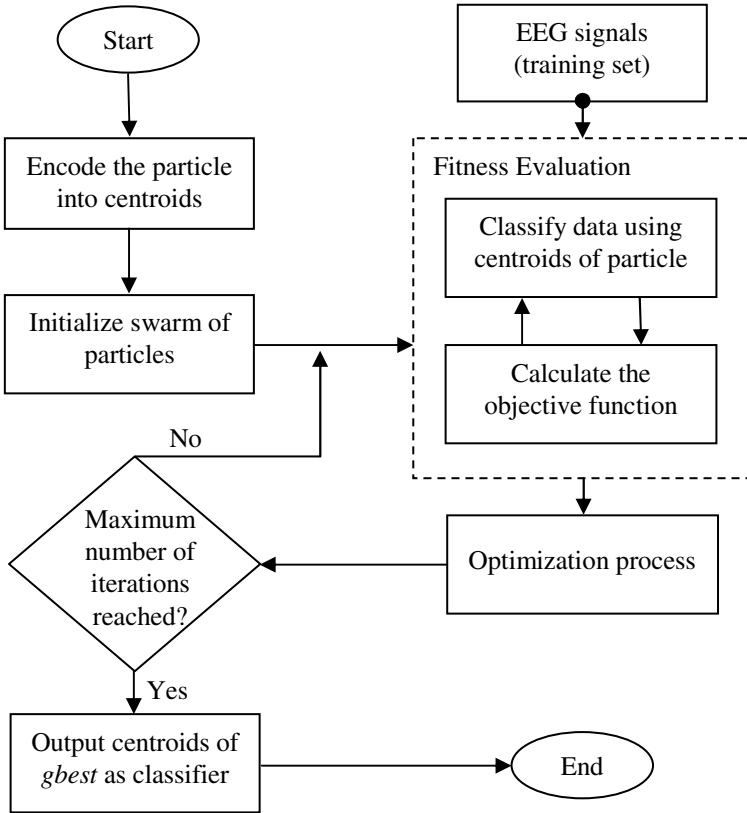 Start
EEG signals
(training set)
Encode the particle
into centroids
Fitness Evaluation
Classify data using
centroids of particle
Initialize swarm of
particles
Calculate the
objective function
No
Maximum
number of
iterations
reached?
Optimization process
Yes
Output centroids of
gbest as classifier
End